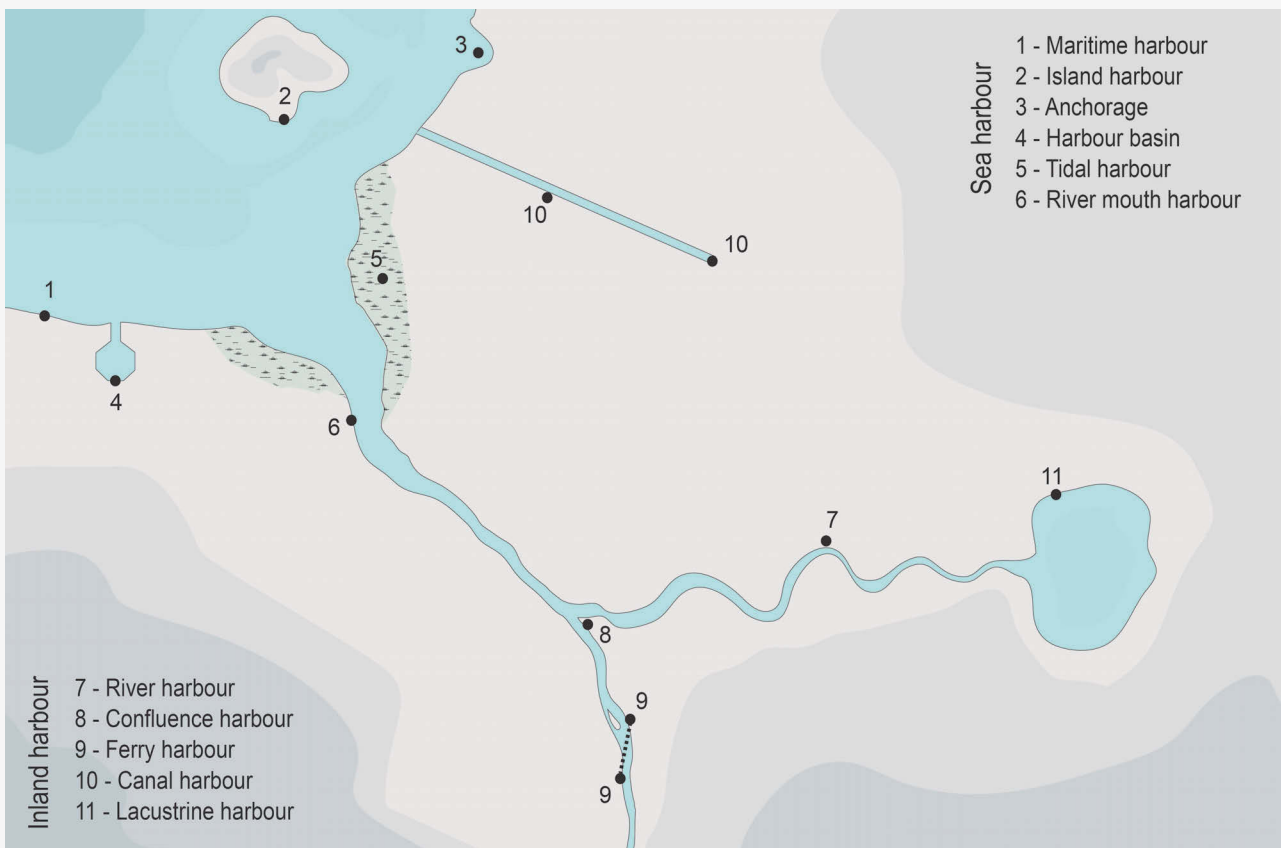 Sea harbour
1 - Maritime harbour
2 - Island harbour
3 - Anchorage
4 - Harbour basin
5 - Tidal harbour
6 - River mouth harbour
3
2
10
10
5
1
4
6
11
7
8
9
9
Inland harbour
7 - River harbour
8 - Confluence harbour
9 - Ferry harbour
10 - Canal harbour
11 - Lacustrine harbour